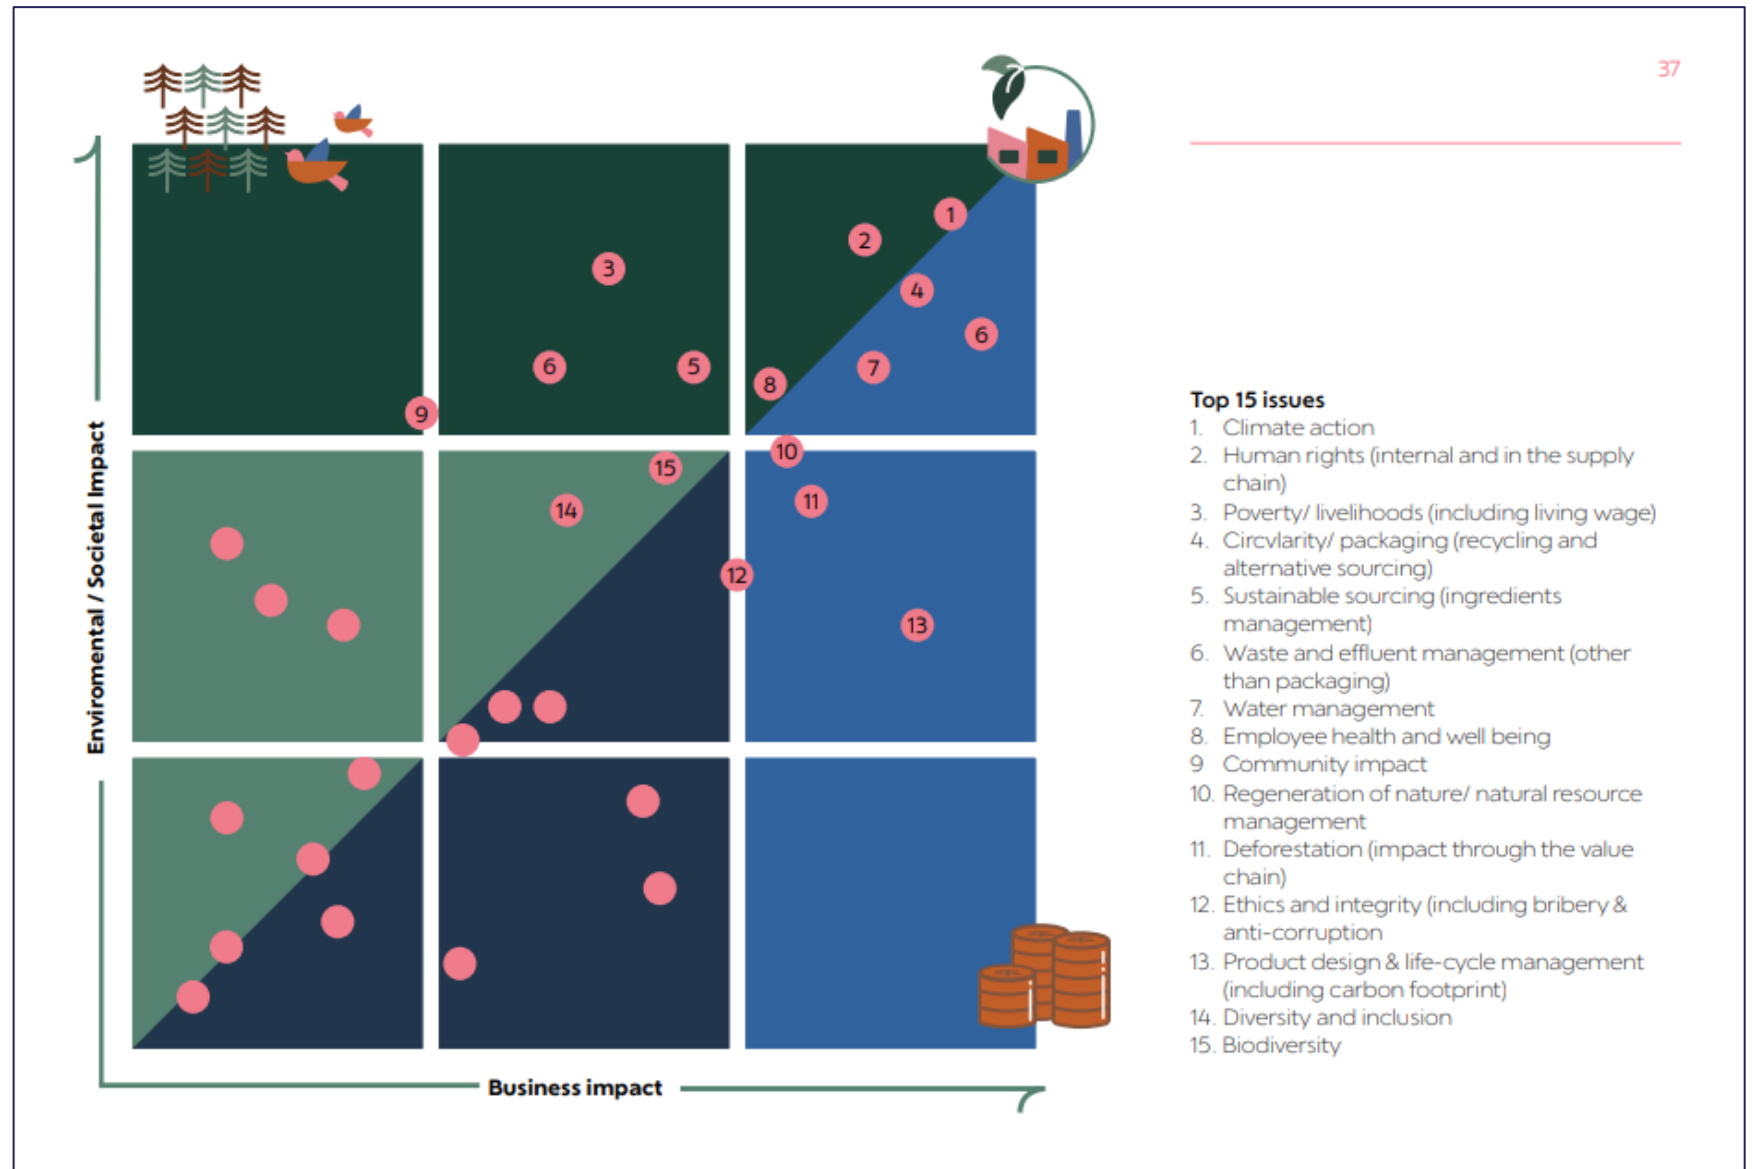 37
1
2
3
4
6
6
5
7
8
9
10
15
11
14
12
13
Enviromental / Societal Impact
Business impact
Top 15 issues
1. Climate action
2. Human rights (internal and in the supply
chain)
3. Poverty/ livelihoods (including living wage)
4. Circvlarity/ packaging (recycling and
alternative sourcing)
5. Sustainable sourcing (ingredients
management)
6. Waste and effluent management (other
than packaging)
7. Water management
8. Employee health and well being
9 Community impact
10. Regeneration of nature/ natural resource
management
11. Deforestation (impact through the value
chain)
12. Ethics and integrity (including bribery &
anti-corruption
13. Product design & life-cycle management
(including carbon footprint)
14. Diversity and inclusion
15. Biodiversity